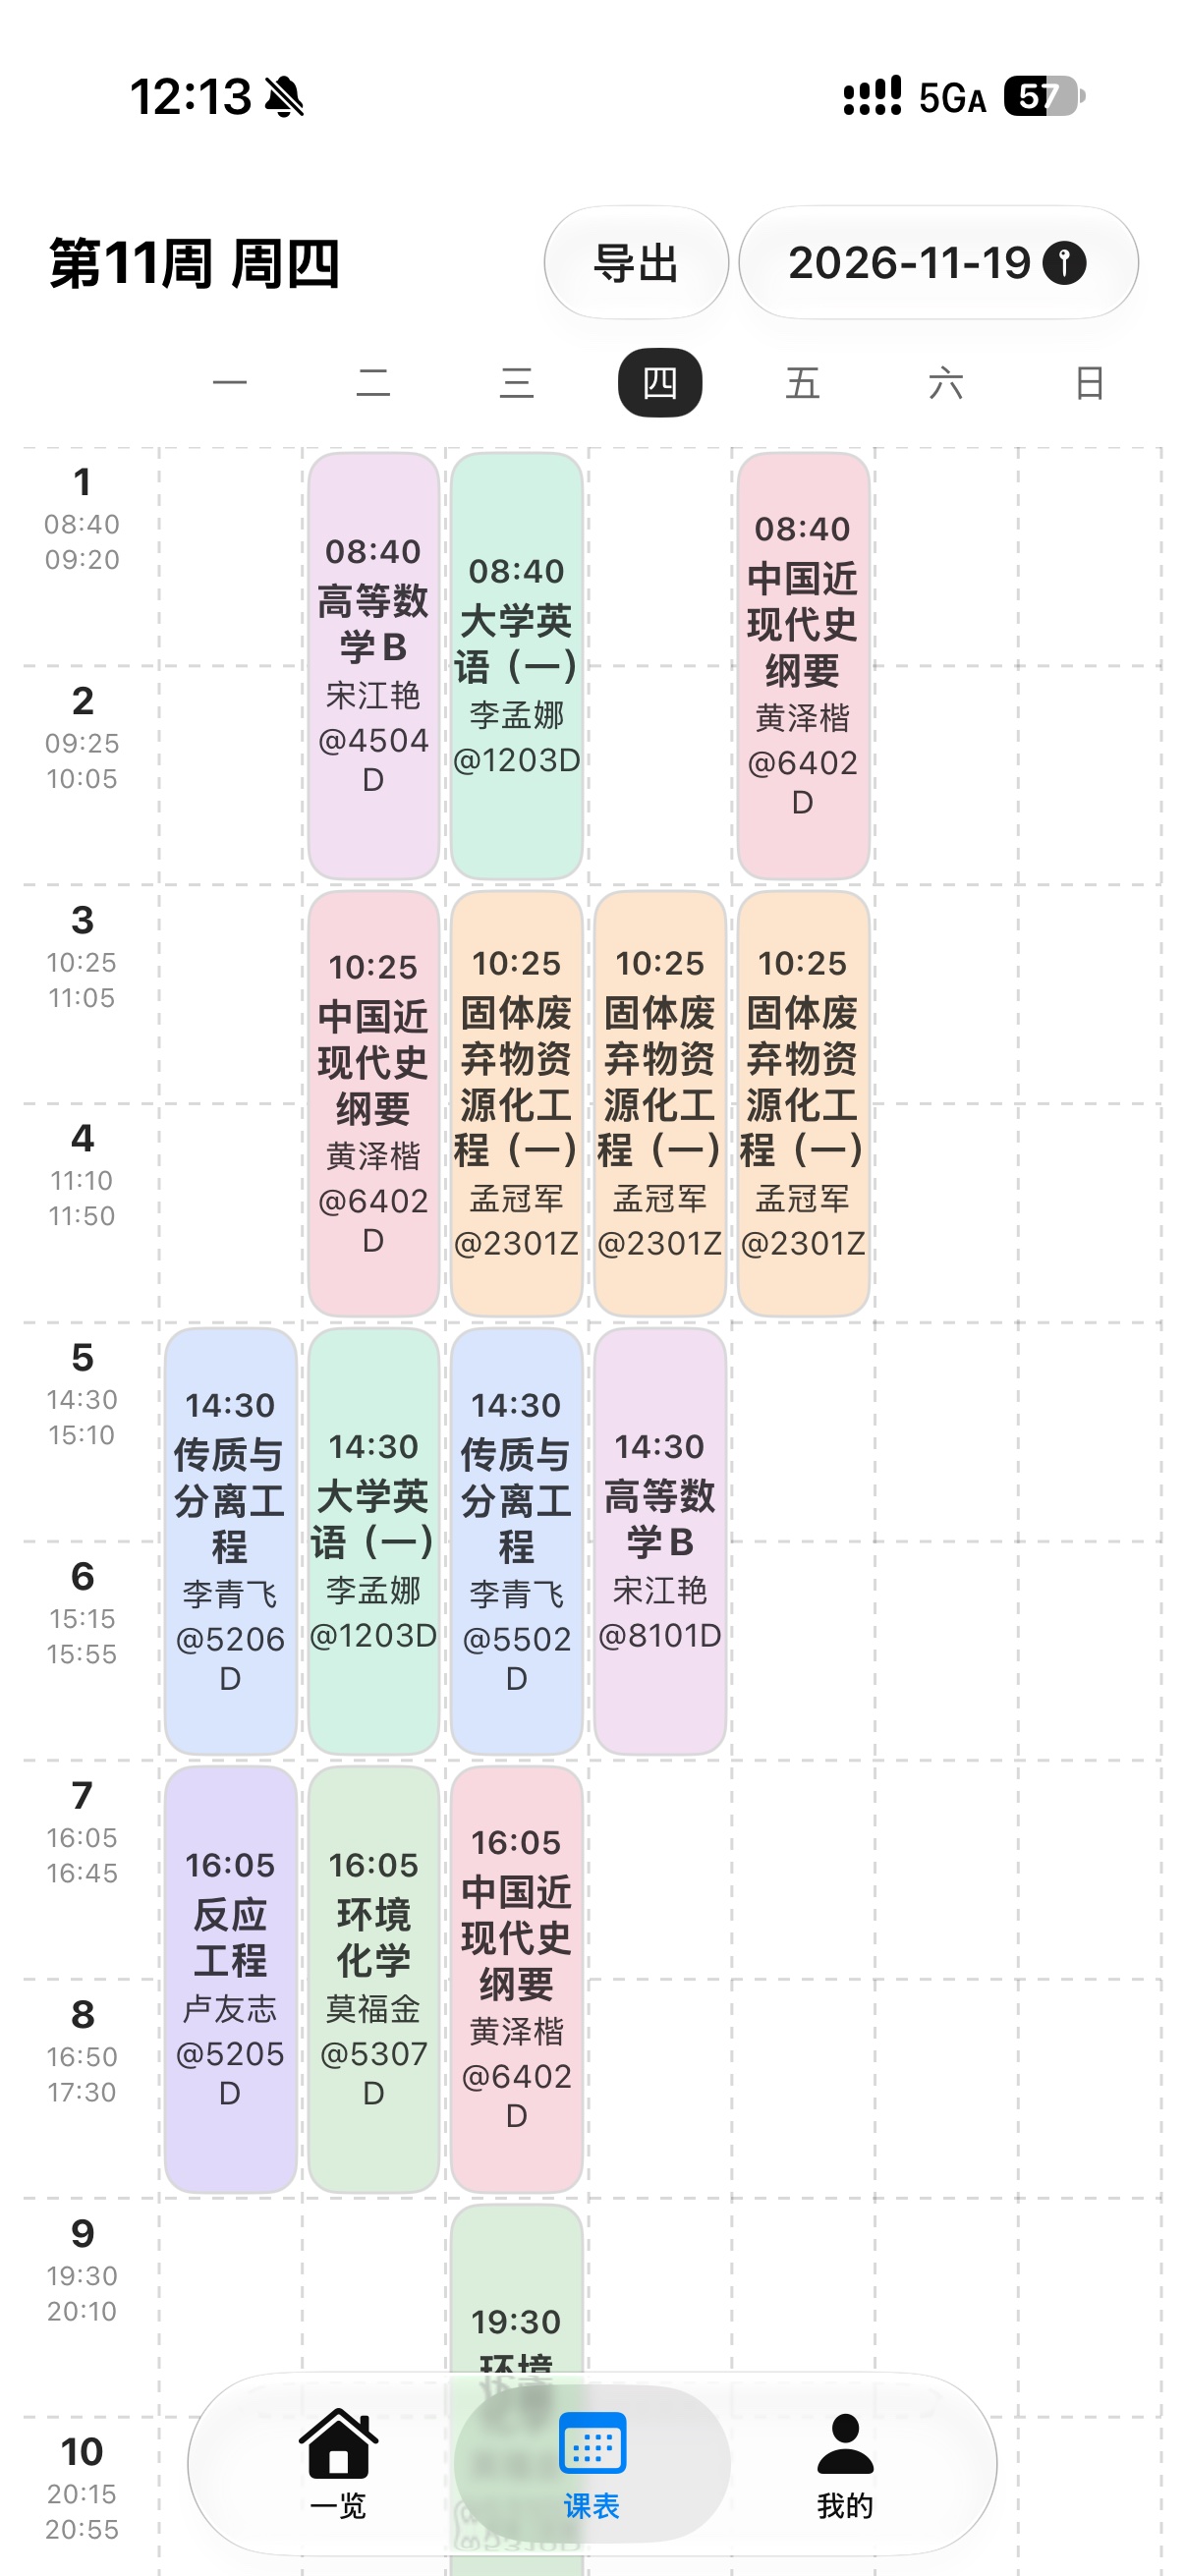 12:13
5GA
57
第11周 周四
导出
2026-11-19
一
二
三
四
五
六
日
1
08:40
09:20
08:40
高等数
学B
宋江艳
@4504
D
08:40
大学英
语（一）
李孟娜
@1203D
08:40
中国近
现代史
纲要
黄泽楷
@6402
D
2
09:25
10:05
3
10:25
11:05
10:25
中国近
现代史
纲要
黄泽楷
@6402
D
10:25
固体废
弃物资
源化工
程（一）
孟冠军
@2301Z
10:25
固体废
弃物资
源化工
程（一）
孟冠军
@2301Z
10:25
固体废
弃物资
源化工
程（一）
孟冠军
@2301Z
4
11:10
11:50
5
14:30
15:10
14:30
传质与
分离工
程
李青飞
@5206
D
14:30
大学英
语（一）
李孟娜
@1203D
14:30
传质与
分离工
程
李青飞
@5502
D
14:30
高等数
学B
宋江艳
@8101D
6
15:15
15:55
7
16:05
16:45
16:05
反应
工程
卢友志
@5205
D
16:05
环境
化学
莫福金
@5307
D
16:05
中国近
现代史
纲要
黄泽楷
@6402
D
8
16:50
17:30
9
19:30
20:10
19:30
环境
10
20:15
20:55
一览
课表
我的